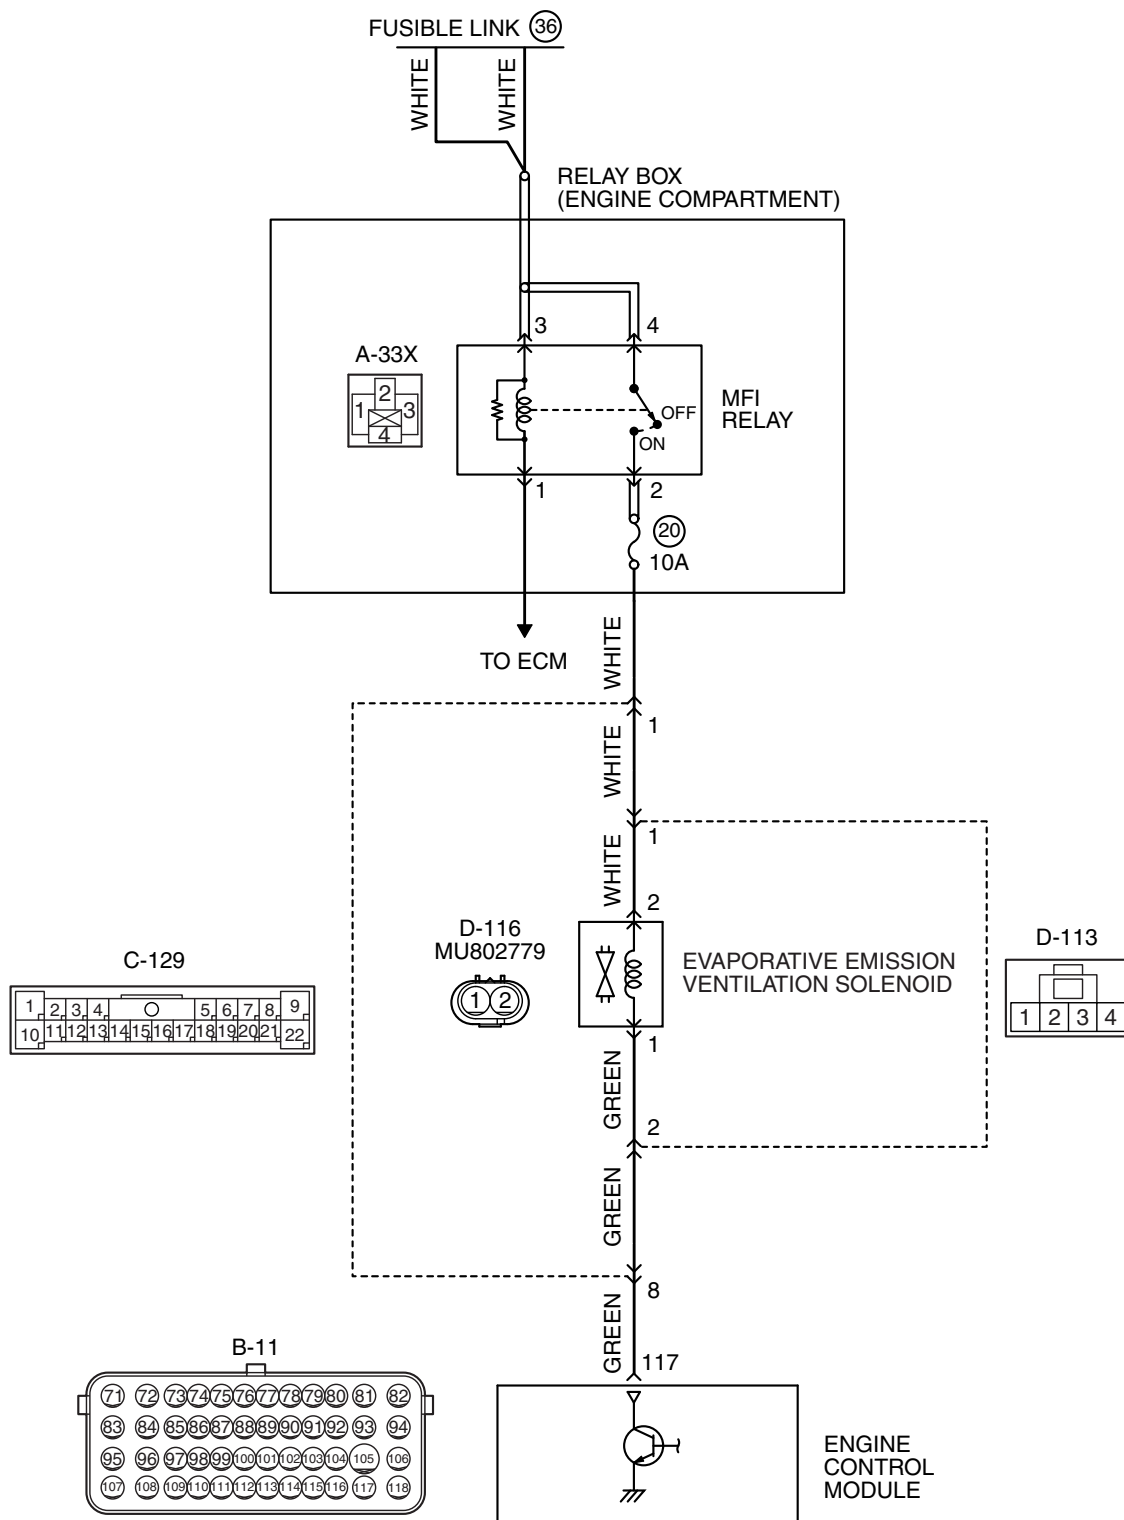 FUSIBLE LINK 36
WHITE
WHITE
RELAY BOX
(ENGINE COMPARTMENT)
3
4
A-33X
2
1 3
4
MFI
RELAY
OFF
ON
1
2
20
10A
WHITE
TO ECM
1
WHITE
1
WHITE
2
D-116
MU802779
1 2
EVAPORATIVE EMISSION
VENTILATION SOLENOID
D-113
1 2 3 4
C-129
1 2 3 4 5 6 7 8 9
10 11 12 13 14 15 16 17 18 19 20 21 22
1
GREEN
2
GREEN
8
GREEN
117
B-11
71 72 73 74 75 76 77 78 79 80 81 82
83 84 85 86 87 88 89 90 91 92 93 94
95 96 97 98 99 100 101 102 103 104 105 106
107 108 109 110 111 112 113 114 115 116 117 118
ENGINE
CONTROL
MODULE